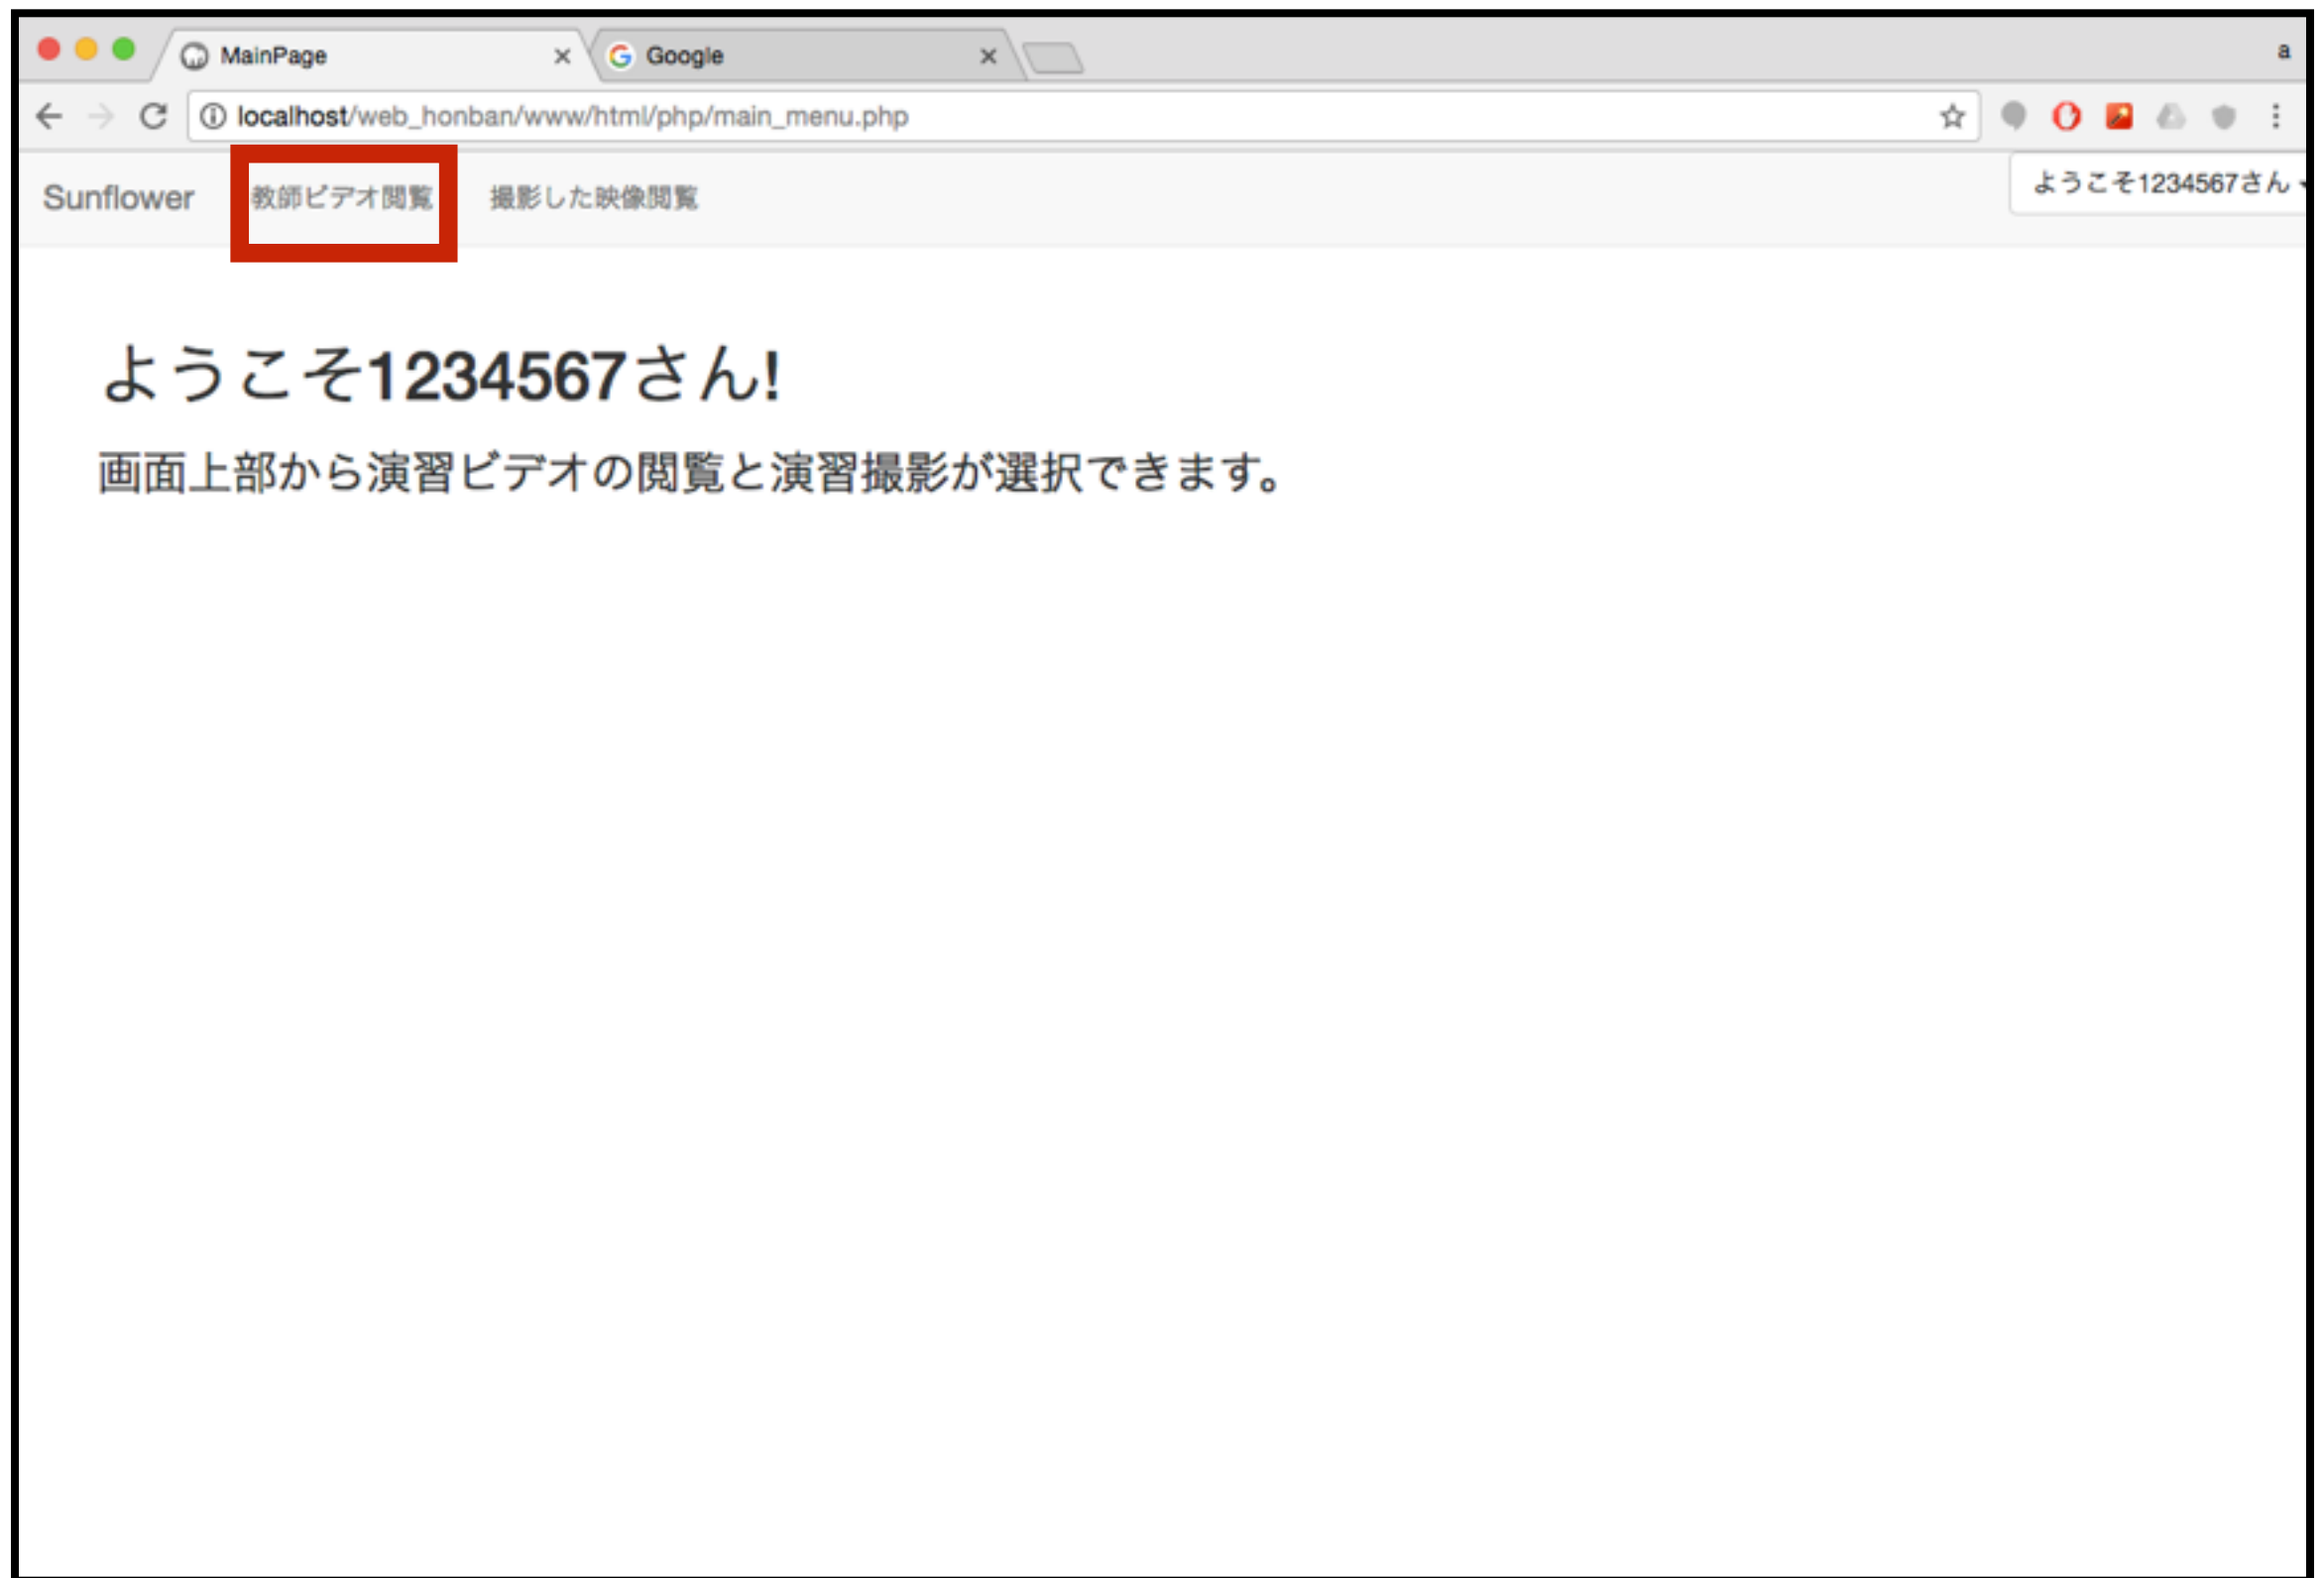 MainPage
Google
a
localhost/web_honban/www/html/php/main_menu.php
Sunflower 教師ビデオ閲覧 撮影した映像閲覧 ようこそ1234567さん
ようこそ1234567さん!
画面上部から演習ビデオの閲覧と演習撮影が選択できます。